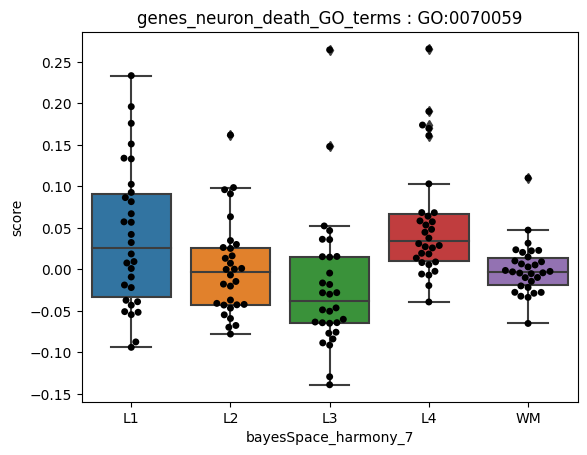 genes_neuron_death_GO_terms : GO:0070059
score
0.25
0.20
0.15
0.10
0.05
0.00
−0.05
−0.10
−0.15
L1 L2 L3 L4 WM
bayesSpace_harmony_7